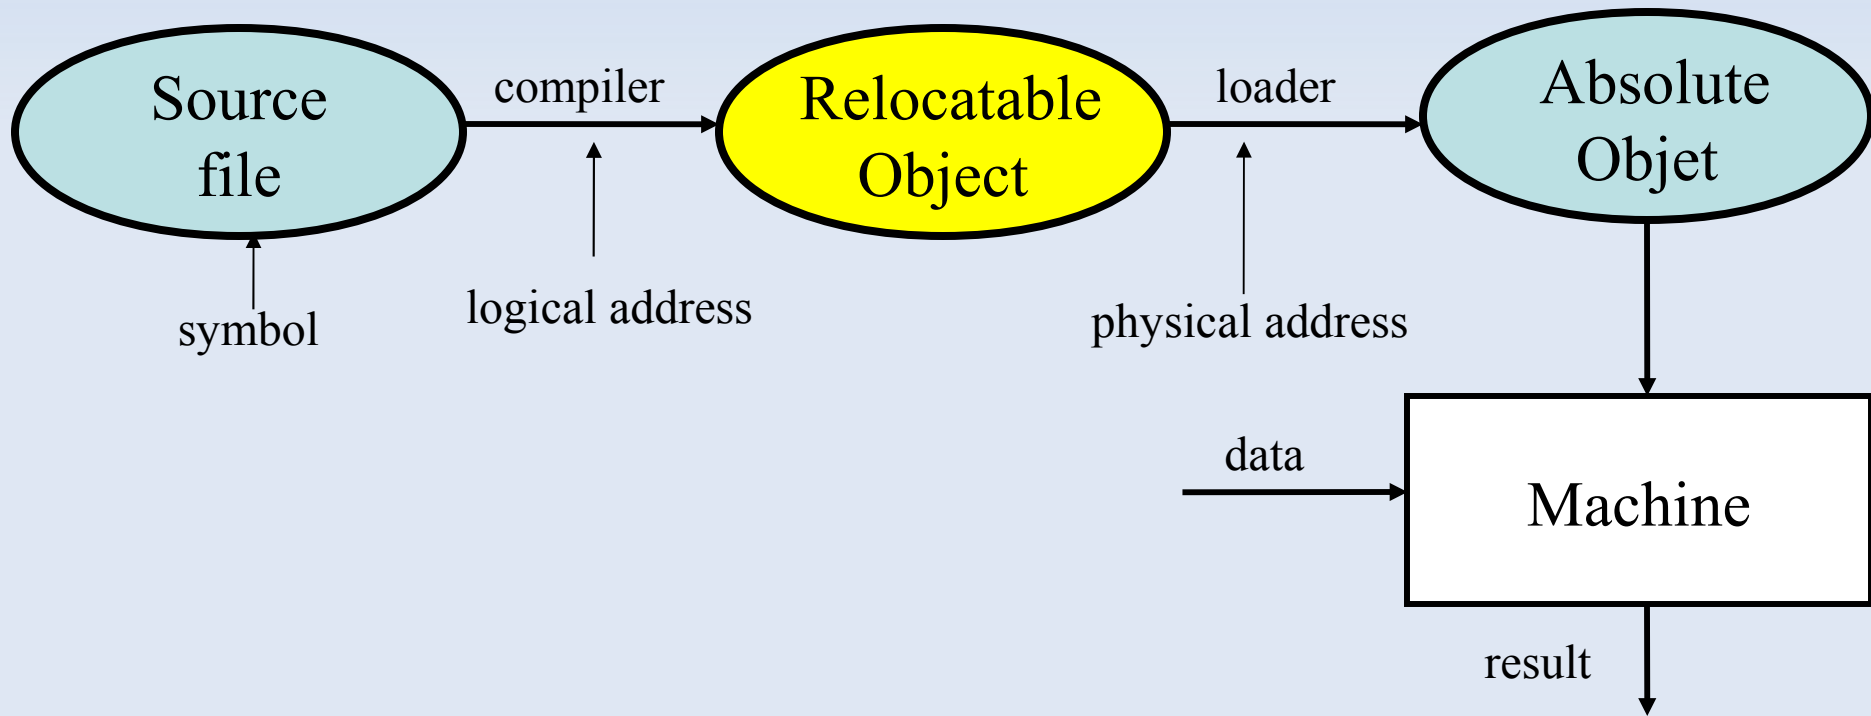 Source
file
compiler
Relocatable
Object
loader
Absolute
Objet
symbol
logical address
physical address
data
Machine
result